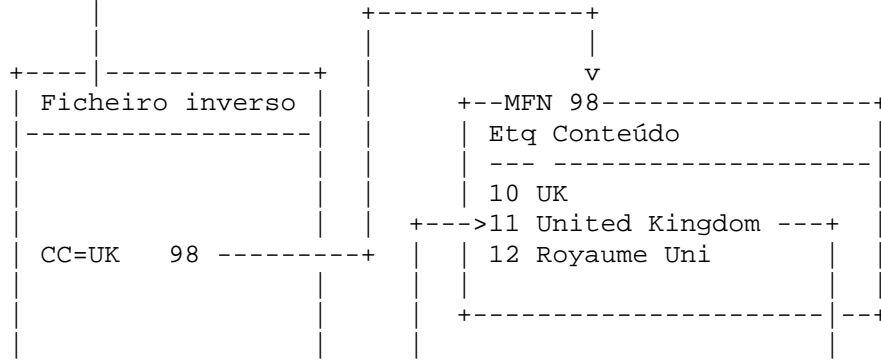 Ficheiro inverso
MFN 98
Etq Conteúdo
10 UK
11 United Kingdom
CC=UK 98
12 Royaume Uni